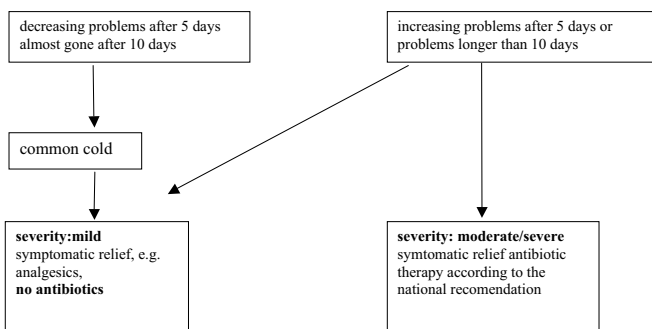 decreasing problems after 5 days
almost gone after 10 days
increasing problems after 5 days or
problems longer than 10 days
common cold
severity:mild
symptomatic relief, e.g.
analgesics,
no antibiotics
severity: moderate/severe
symtomatic relief antibiotic
therapy according to the
national recomendation